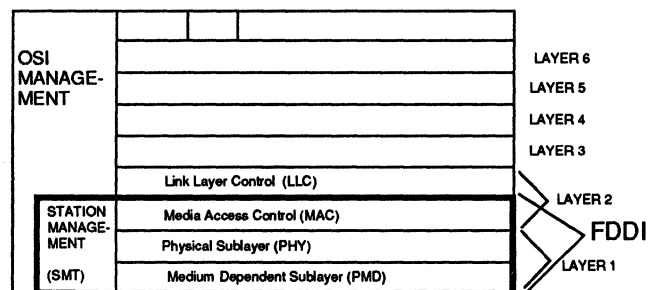 OSI
MANAGE-
MENT
LAYER 6
LAYER 5
LAYER 4
LAYER 3
Link Layer Control (LLC)
LAYER 2
STATION
MANAGE-
MENT
(SMT)
Media Access Control (MAC)
Physical Sublayer (PHY)
FDDI
Medium Dependent Sublayer (PMD)
LAYER 1